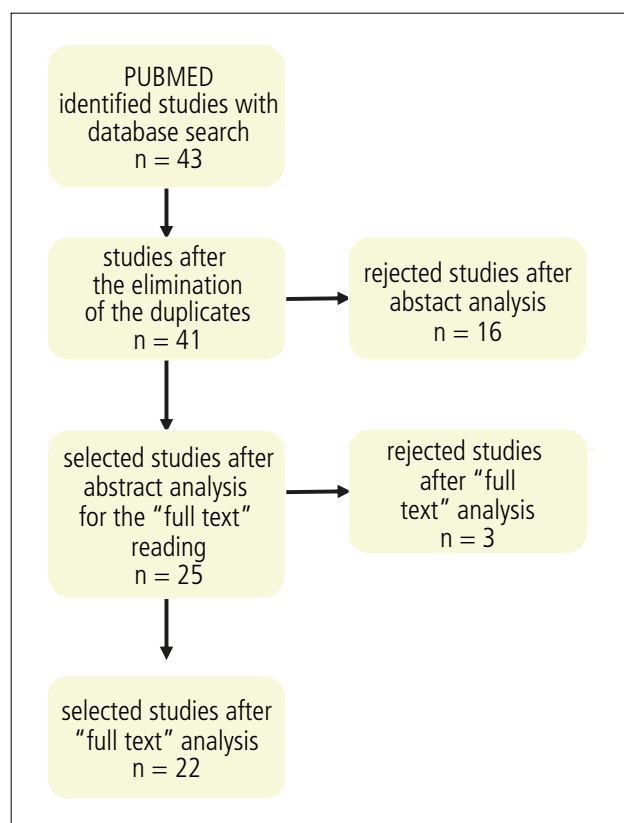 PUBMED
identified studies with
database search
n = 43
studies after
the elimination
of the duplicates
n = 41
rejected studies after
abstact analysis
n = 16
selected studies after
abstract analysis
for the “full text”
reading
n = 25
rejected studies
after “full
text” analysis
n = 3
selected studies after
“full text” analysis
n = 22